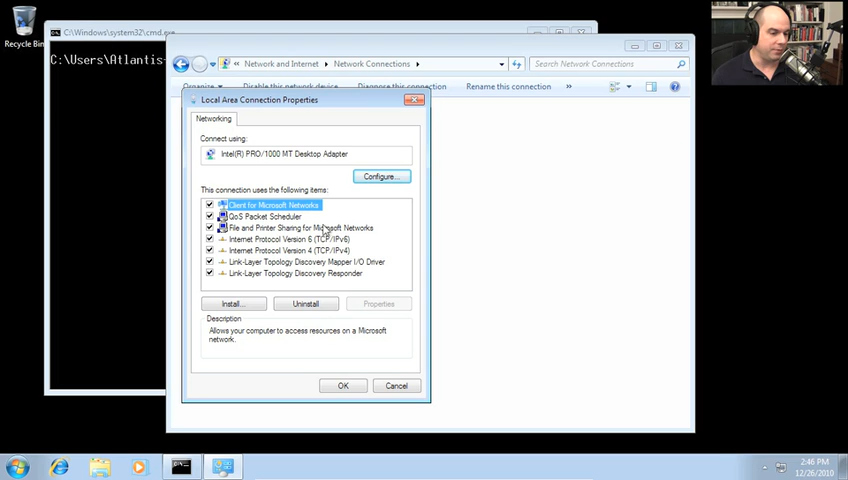 Recycle Bin
C:\Windows\system32\cmd.exe
C:\Users\Atlantis
Network and Internet
Network Connections
Search Network Connections
Organize
Disable this network device
Diagnose this connection
Rename this connection
»
Local Area Connection Properties
Networking
Connect using:
Intel(R) PRO/1000 MT Desktop Adapter
Configure...
This connection uses the following items:
Client for Microsoft Networks
QoS Packet Scheduler
File and Printer Sharing for Microsoft Networks
Internet Protocol Version 6 (TCP/IPv6)
Internet Protocol Version 4 (TCP/IPv4)
Link-Layer Topology Discovery Mapper I/O Driver
Link-Layer Topology Discovery Responder
Install...
Uninstall
Properties
Description
Allows your computer to access resources on a Microsoft
network.
OK
Cancel
2:46 PM
12/26/2010